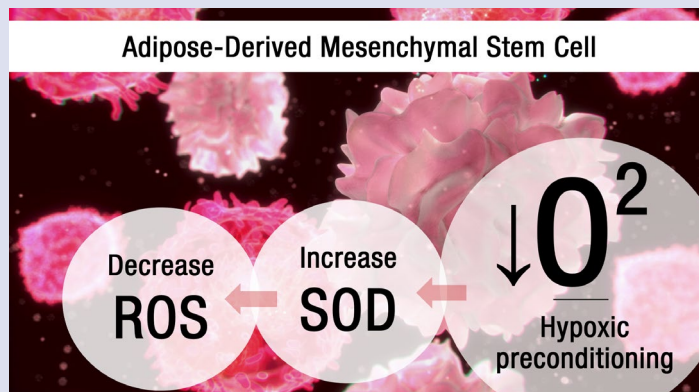 Adipose-Derived Mesenchymal Stem Cell
Decrease
ROS
Increase
SOD
↓O²
Hypoxic
preconditioning